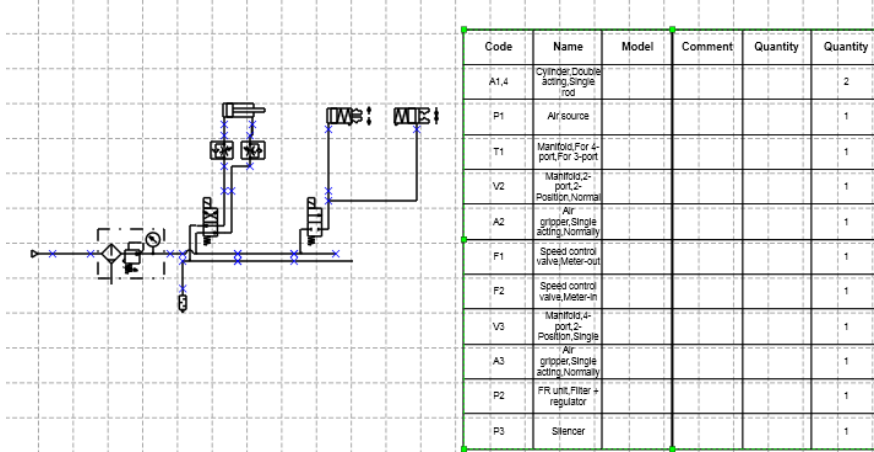 Code Name Model Comment Quantity Quantity
A1,4 Cylinder,Double acting,Single rod 2
P1 Air source 1
T1 Manifold,For 4-port,For 3-port 1
V2 Manifold,2-port,2-Position,Normal 1
A2 Air gripper,Single acting,Normally 1
F1 Speed control valve,Meter-out 1
F2 Speed control valve,Meter-in 1
V3 Manifold,4-port,2-Position,Single 1
A3 Air gripper,Single acting,Normally 1
P2 FR unit,Filter + regulator 1
P3 Silencer 1